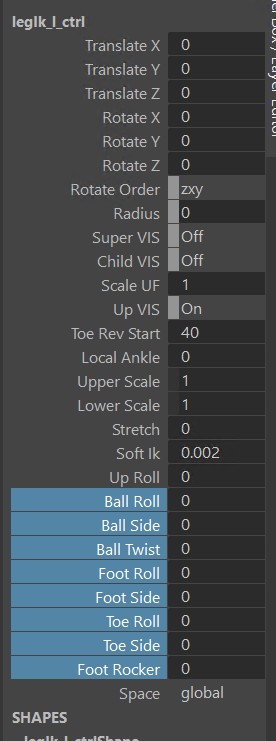 legIk_l_ctrl
Translate X 0
Translate Y 0
Translate Z 0
Rotate X 0
Rotate Y 0
Rotate Z 0
Rotate Order zxy
Radius 0
Super VIS Off
Child VIS Off
Scale UF 1
Up VIS On
Toe Rev Start 40
Local Ankle 0
Upper Scale 1
Lower Scale 1
Stretch 0
Soft Ik 0.002
Up Roll 0
Ball Roll 0
Ball Side 0
Ball Twist 0
Foot Roll 0
Foot Side 0
Toe Roll 0
Toe Side 0
Foot Rocker 0
Space global
SHAPES
legIk_l_ctrlShape
Box / Layer Editor